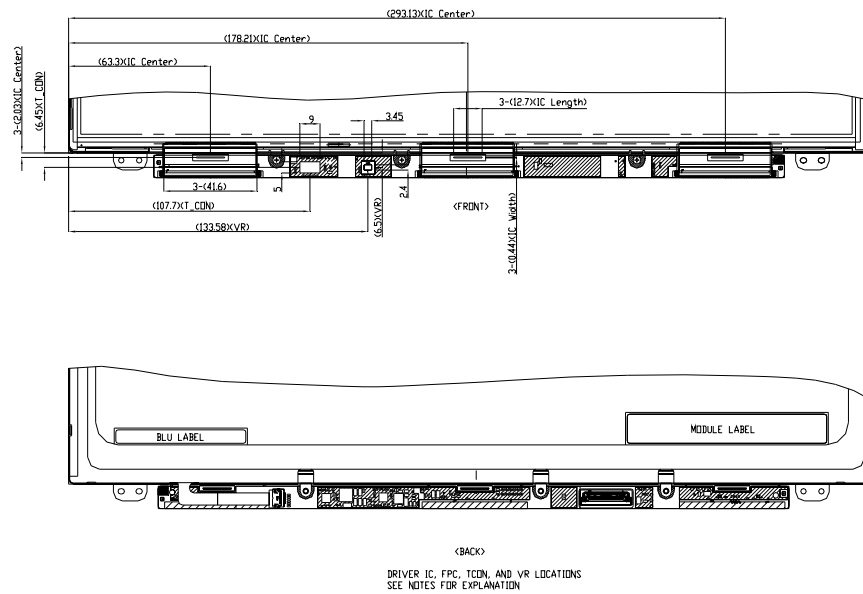 (293.13)(IC Center)
(178.21)(IC Center)
(63.3)(IC Center)
3-(2.03)(IC Center)
(6.45)(T_CON)
9
3.45
3-(12.7)(IC Length)
3-(41.6)
5
(6.5)(VR)
2.4
3-(0.44)(IC Width)
(107.7)(T_CON)
<FRONT>
(133.58)(VR)
BLU LABEL
MODULE LABEL
<BACK>
DRIVER IC, FPC, TCON, AND VR LOCATIONS
SEE NOTES FOR EXPLANATION